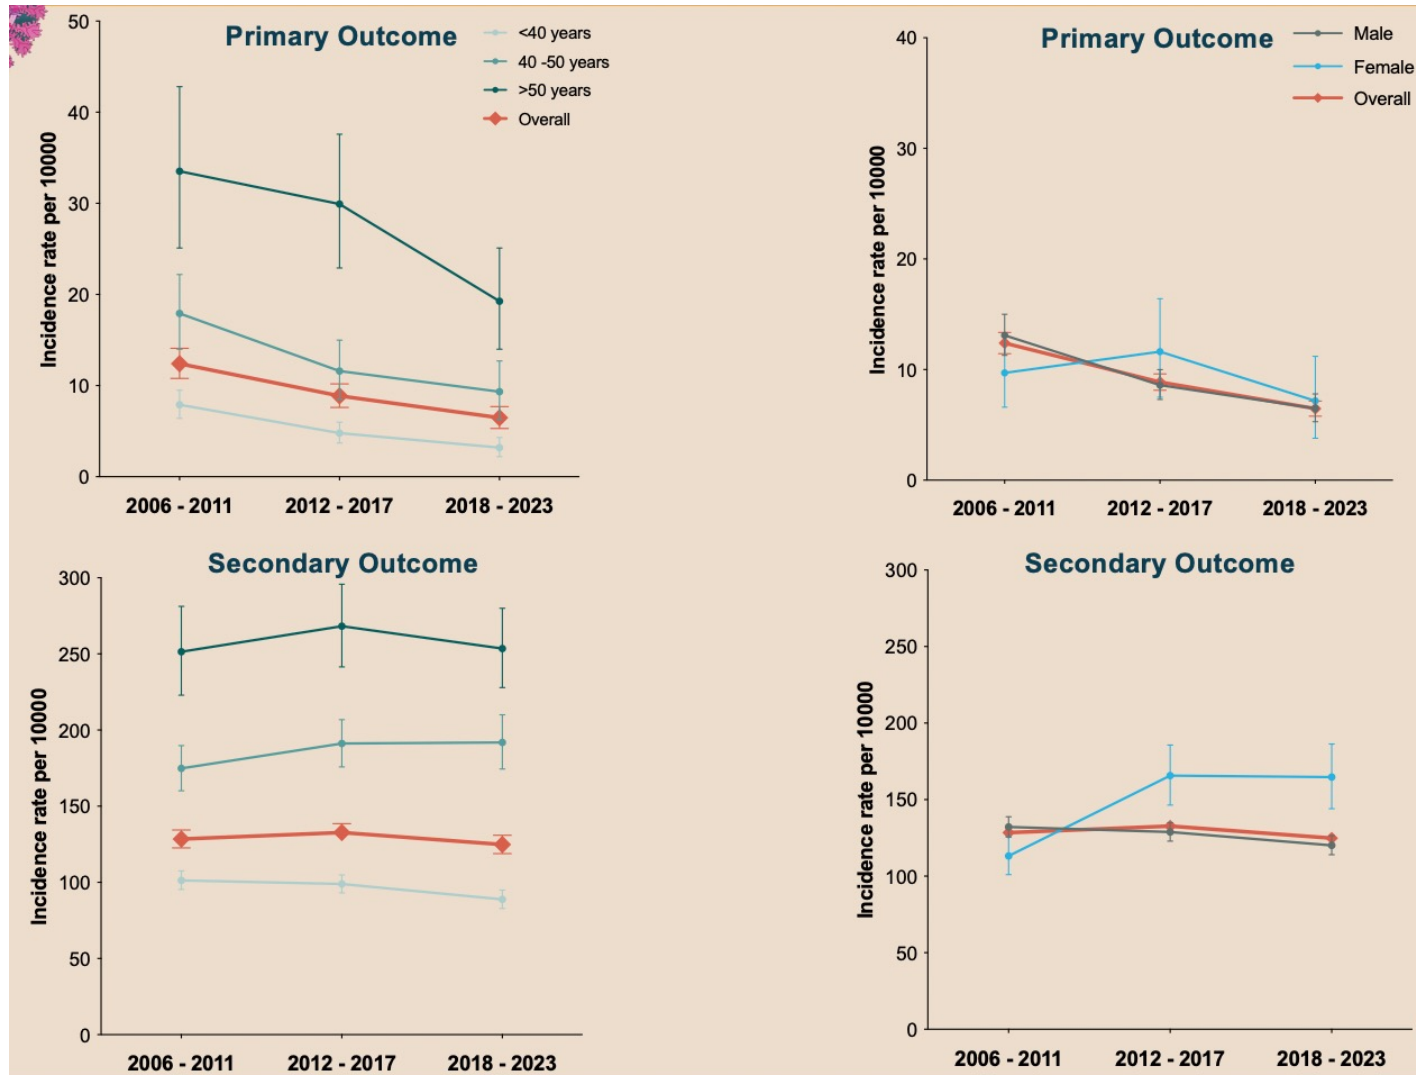 Primary Outcome
<40 years
40 -50 years
>50 years
Overall
Incidence rate per 10000
50
40
30
20
10
0
2006 - 2011
2012 - 2017
2018 - 2023
Primary Outcome
Male
Female
Overall
Incidence rate per 10000
40
30
20
10
0
2006 - 2011
2012 - 2017
2018 - 2023
Secondary Outcome
Incidence rate per 10000
300
250
200
150
100
50
0
2006 - 2011
2012 - 2017
2018 - 2023
Secondary Outcome
Incidence rate per 10000
300
250
200
150
100
50
0
2006 - 2011
2012 - 2017
2018 - 2023